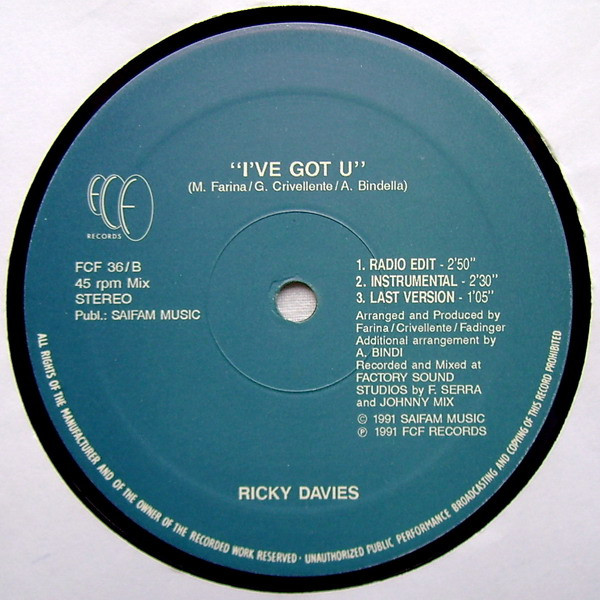 "I'VE GOT U"
(M. Farina/G. Crivellente/A. Bindella)
FCF
RECORDS
FCF 36/B
45 rpm Mix
STEREO
Publ.: SAIFAM MUSIC
1. RADIO EDIT - 2'50"
2. INSTRUMENTAL - 2'30"
3. LAST VERSION - 1'05"
Arranged and Produced by
Farina/Crivellente/Fadinger
Additional arrangement by
A. BINDI
Recorded and Mixed at
FACTORY SOUND
STUDIOS by F. SERRA
and JOHNNY MIX
© 1991 SAIFAM MUSIC
℗ 1991 FCF RECORDS
RICKY DAVIES
ALL RIGHTS OF THE MANUFACTURER AND OF THE OWNER OF THE RECORDED WORK RESERVED · UNAUTHORIZED PUBLIC PERFORMANCE BROADCASTING AND COPYING OF THIS RECORD PROHIBITED